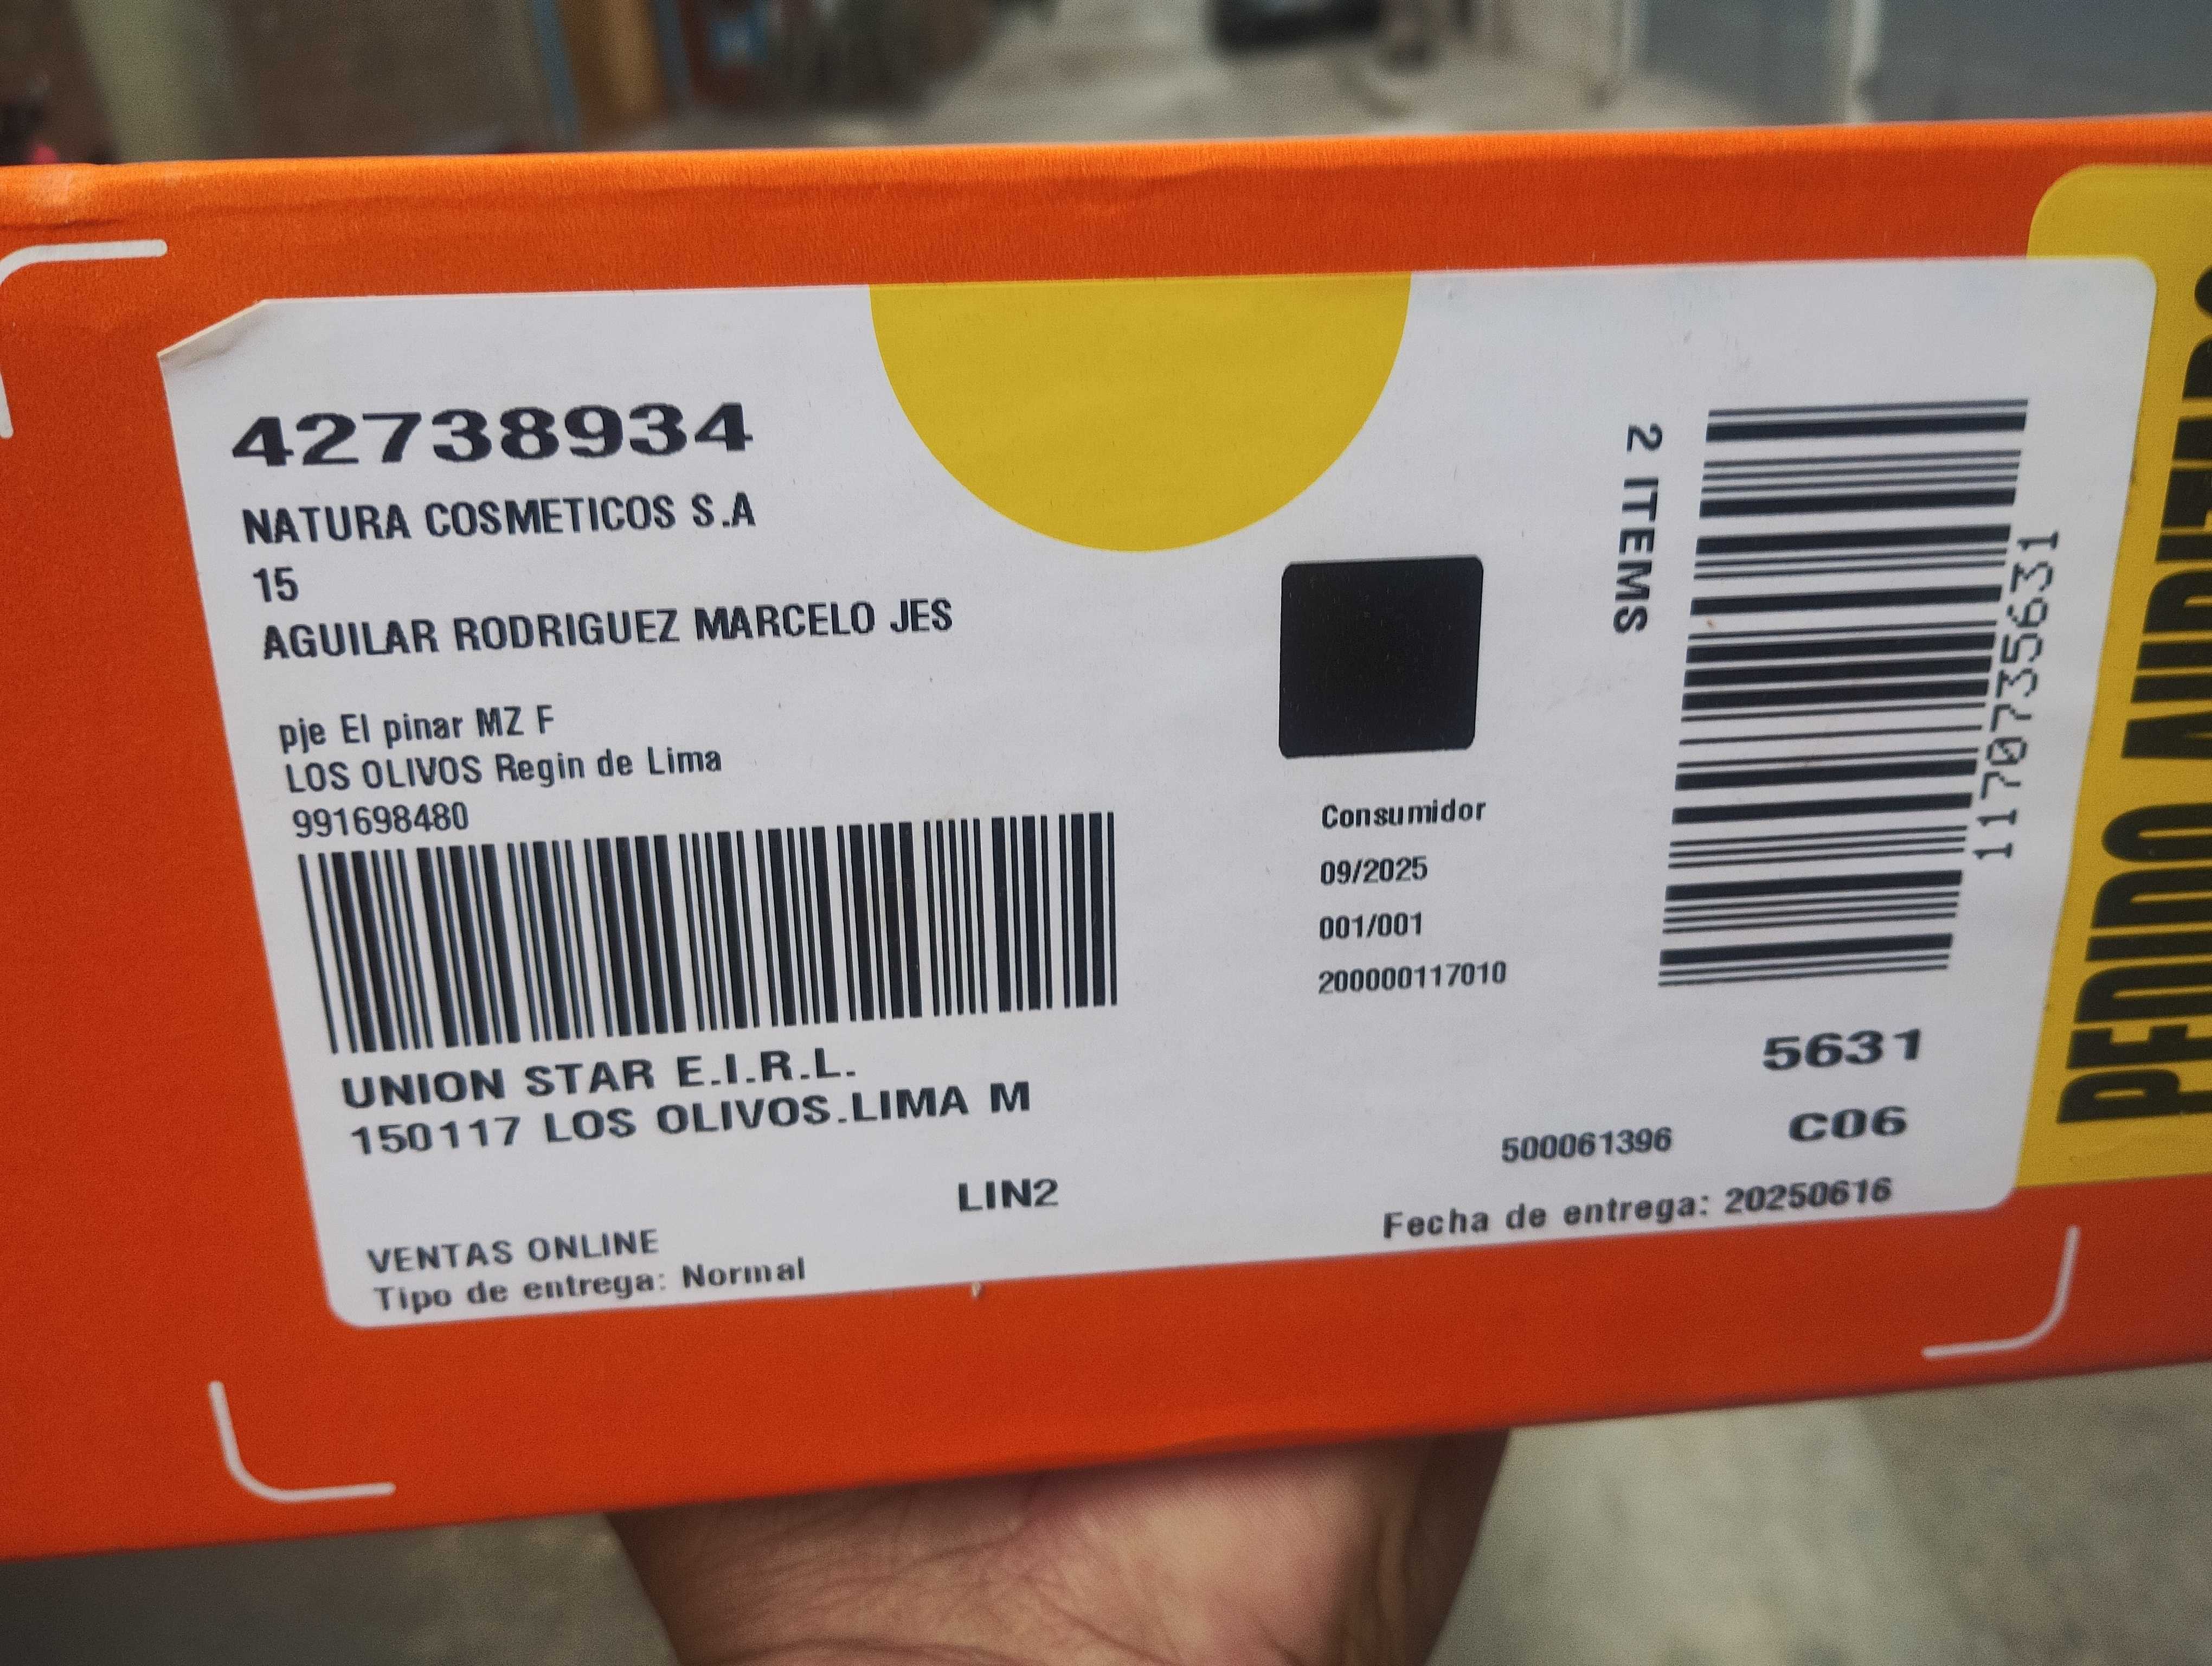 42738934
NATURA COSMETICOS S.A
15
AGUILAR RODRIGUEZ MARCELO JES
pje El pinar MZ F
LOS OLIVOS Regin de Lima
991698480
UNION STAR E.I.R.L.
150117 LOS OLIVOS.LIMA M
LIN2
VENTAS ONLINE
Tipo de entrega: Normal
Consumidor
09/2025
001/001
200000117010
2 ITEMS
1170735631
5631
C06
500061396
Fecha de entrega: 20250616
PEDIDO